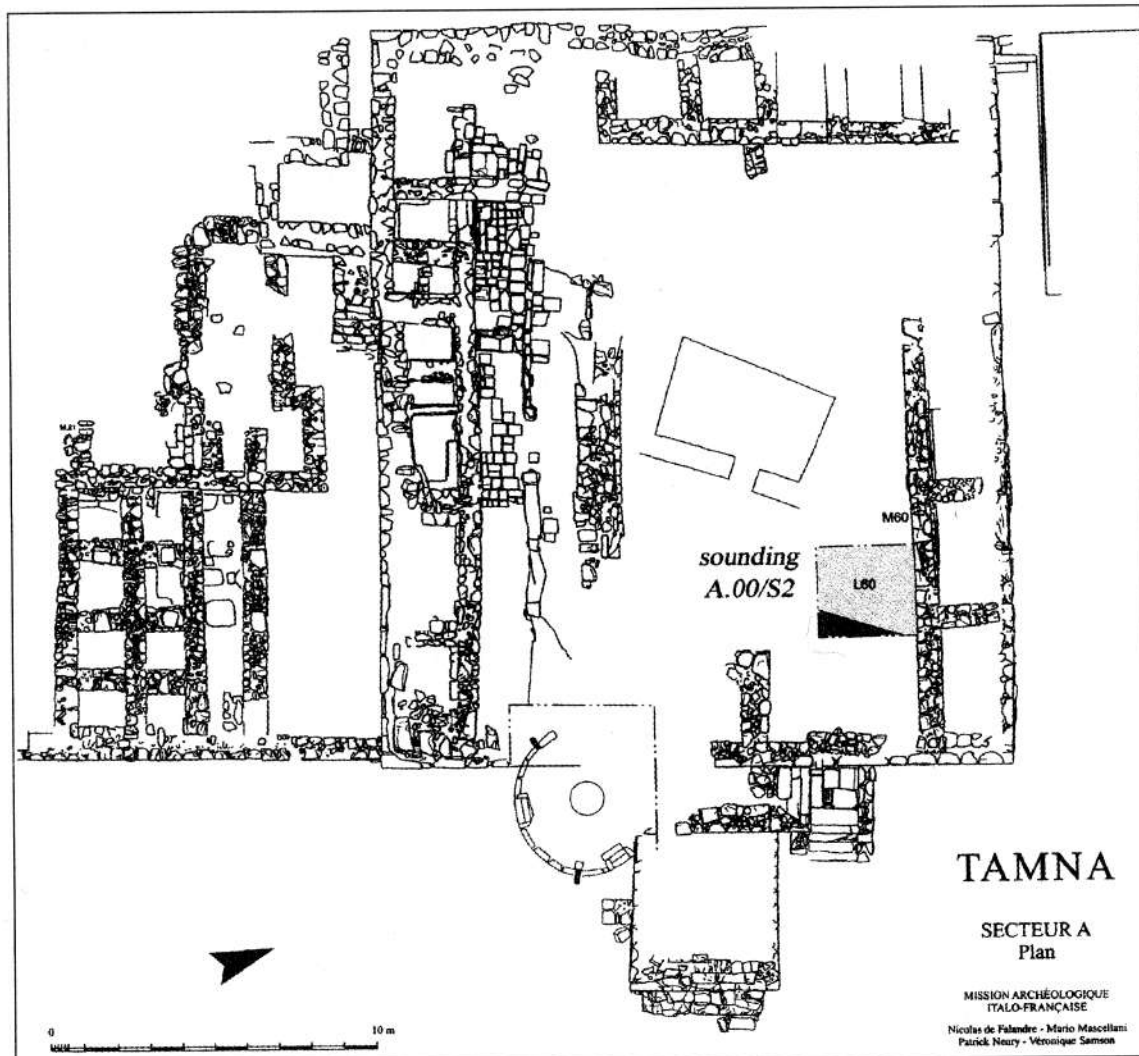 M.21
M60
sounding
A.00/S2
L60
TAMNA
SECTEUR A
Plan
MISSION ARCHÉOLOGIQUE
ITALO-FRANÇAISE
Nicolas de Falandre - Mario Mascellani
Patrick Neury - Véronique Samson
0
10 m